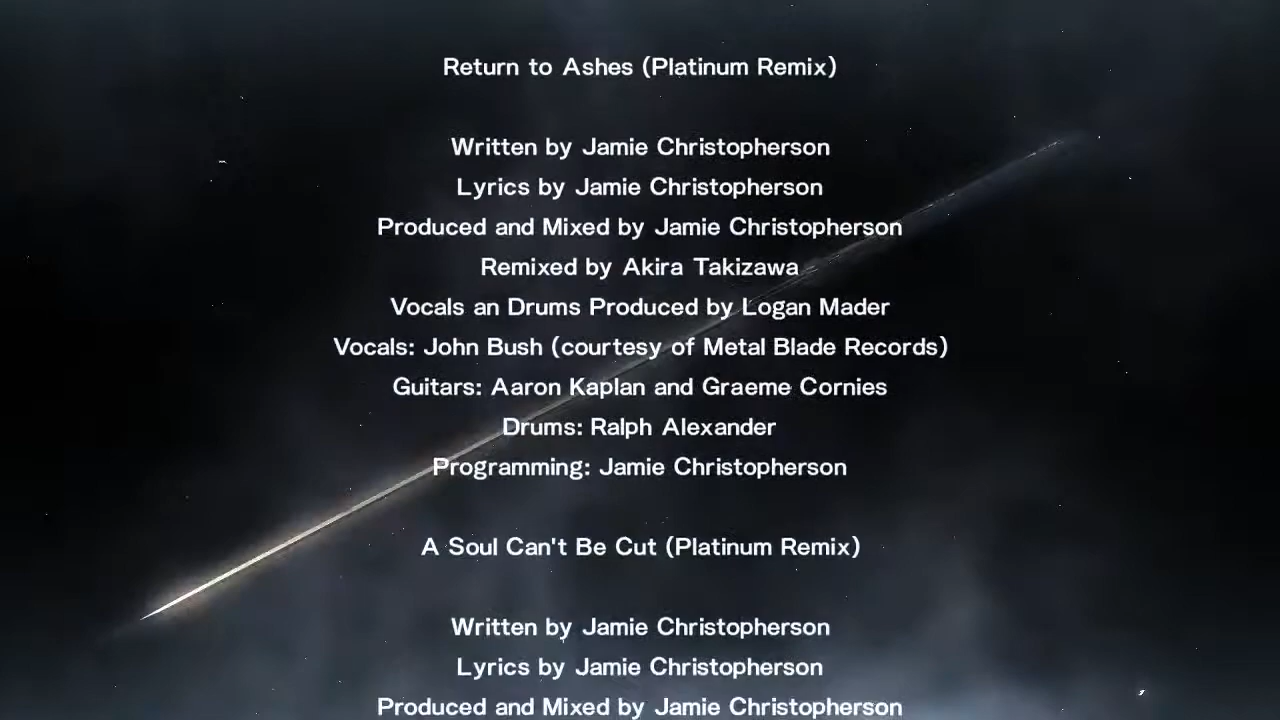 Return to Ashes (Platinum Remix)
Written by Jamie Christopherson
Lyrics by Jamie Christopherson
Produced and Mixed by Jamie Christopherson
Remixed by Akira Takizawa
Vocals an Drums Produced by Logan Mader
Vocals: John Bush (courtesy of Metal Blade Records)
Guitars: Aaron Kaplan and Graeme Cornies
Drums: Ralph Alexander
Programming: Jamie Christopherson
A Soul Can't Be Cut (Platinum Remix)
Written by Jamie Christopherson
Lyrics by Jamie Christopherson
Produced and Mixed by Jamie Christopherson